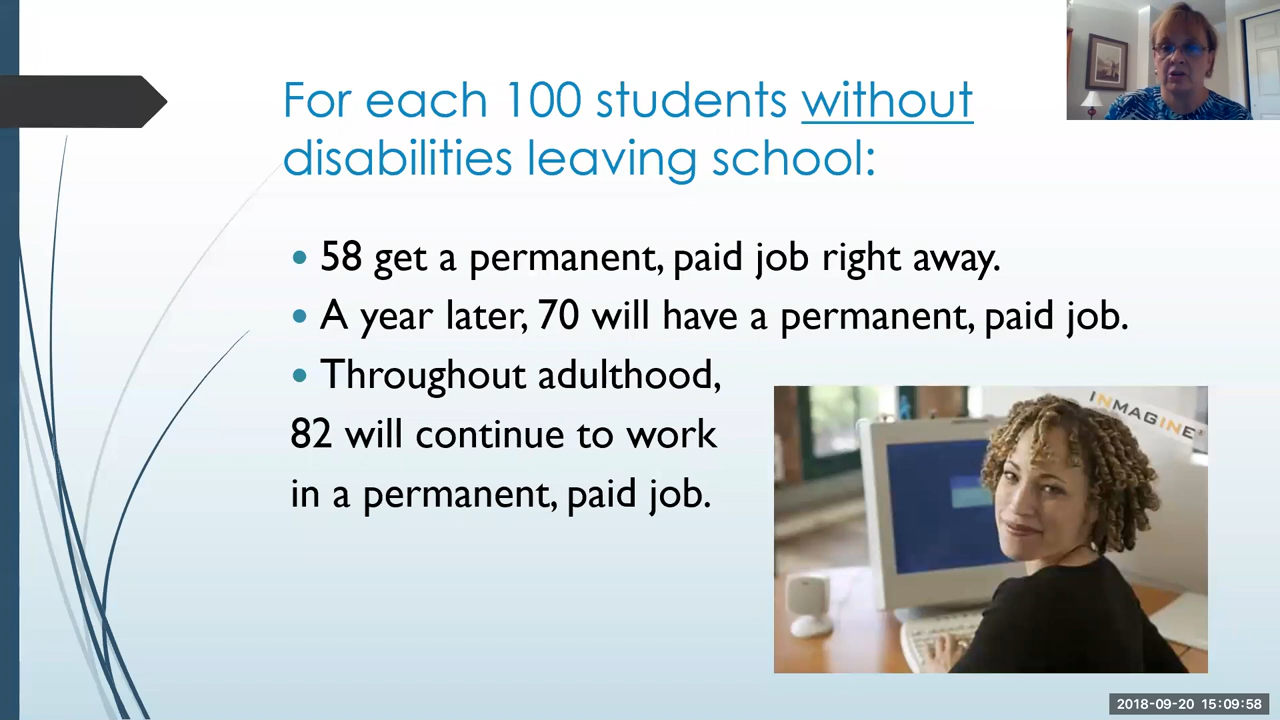 For each 100 students without
disabilities leaving school:
• 58 get a permanent, paid job right away.
• A year later, 70 will have a permanent, paid job.
• Throughout adulthood,
82 will continue to work
in a permanent, paid job.
INMAGINE
2018-09-20 15:09:58